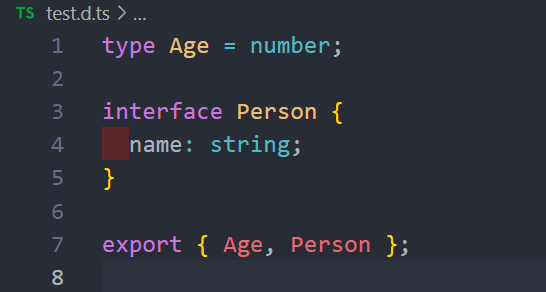 TS test.d.ts > ...
1 type Age = number;
2
3 interface Person {
4   name: string;
5 }
6
7 export { Age, Person };
8